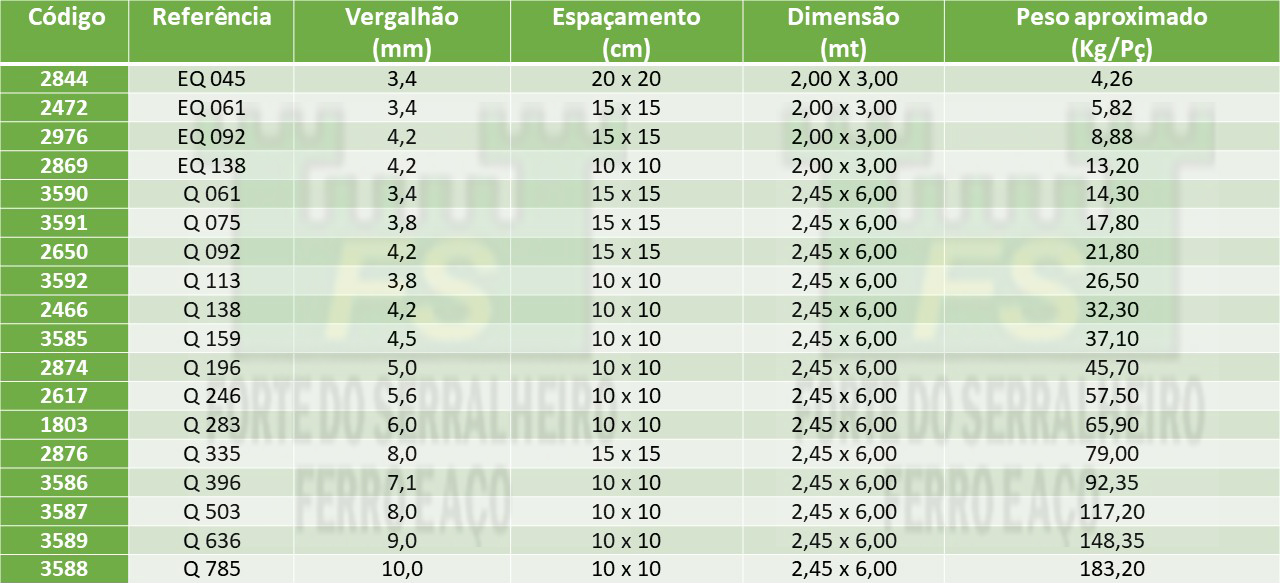 Código Referência Vergalhão (mm) Espaçamento (cm) Dimensão (mt) Peso aproximado (Kg/Pç)
2844 EQ 045 3,4 20 x 20 2,00 X 3,00 4,26
2472 EQ 061 3,4 15 x 15 2,00 x 3,00 5,82
2976 EQ 092 4,2 15 x 15 2,00 x 3,00 8,88
2869 EQ 138 4,2 10 x 10 2,00 x 3,00 13,20
3590 Q 061 3,4 15 x 15 2,45 x 6,00 14,30
3591 Q 075 3,8 15 x 15 2,45 x 6,00 17,80
2650 Q 092 4,2 15 x 15 2,45 x 6,00 21,80
3592 Q 113 3,8 10 x 10 2,45 x 6,00 26,50
2466 Q 138 4,2 10 x 10 2,45 x 6,00 32,30
3585 Q 159 4,5 10 x 10 2,45 x 6,00 37,10
2874 Q 196 5,0 10 x 10 2,45 x 6,00 45,70
2617 Q 246 5,6 10 x 10 2,45 x 6,00 57,50
1803 Q 283 6,0 10 x 10 2,45 x 6,00 65,90
2876 Q 335 8,0 15 x 15 2,45 x 6,00 79,00
3586 Q 396 7,1 10 x 10 2,45 x 6,00 92,35
3587 Q 503 8,0 10 x 10 2,45 x 6,00 117,20
3589 Q 636 9,0 10 x 10 2,45 x 6,00 148,35
3588 Q 785 10,0 10 x 10 2,45 x 6,00 183,20
FS
FORTE DO SERRALHEIRO
FERRO E AÇO
FS
FORTE DO SERRALHEIRO
FERRO E AÇO